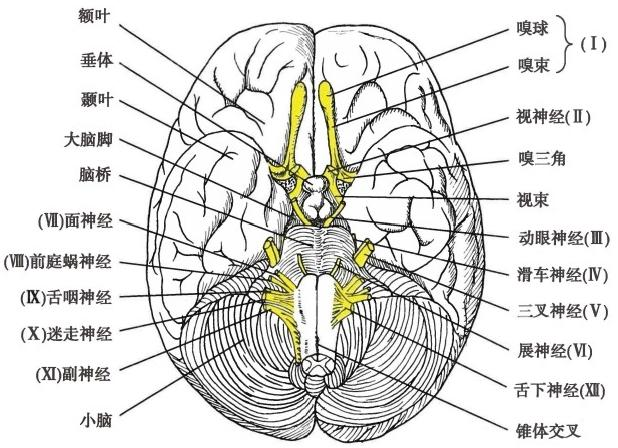 额叶
垂体
颞叶
大脑脚
脑桥
(Ⅶ)面神经
(Ⅷ)前庭蜗神经
(Ⅸ)舌咽神经
(Ⅹ)迷走神经
(Ⅺ)副神经
小脑
嗅球
(Ⅰ)
嗅束
视神经(Ⅱ)
嗅三角
视束
动眼神经(Ⅲ)
滑车神经(Ⅳ)
三叉神经(Ⅴ)
展神经(Ⅵ)
舌下神经(Ⅻ)
锥体交叉